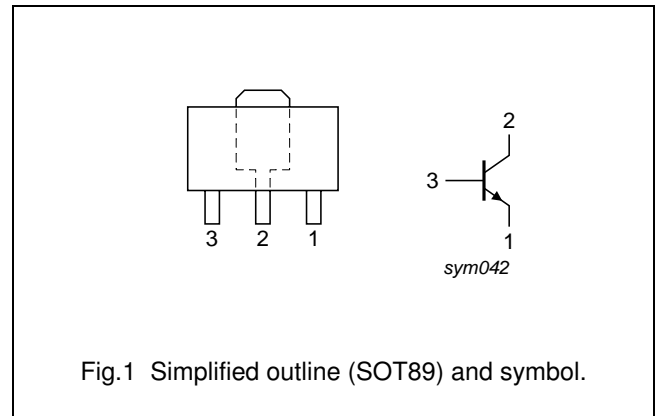 2
3
3 2 1
1
sym042
Fig.1 Simplified outline (SOT89) and symbol.